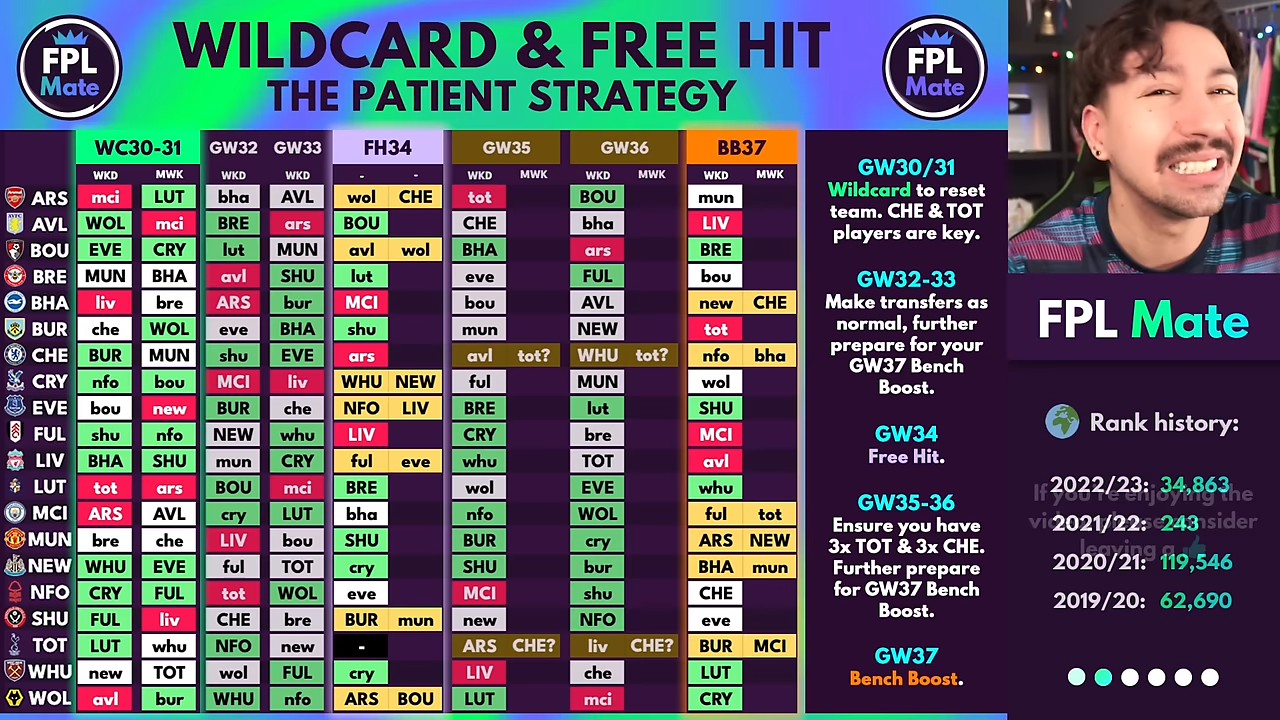 FPL
Mate
WILDCARD & FREE HIT
THE PATIENT STRATEGY
FPL
Mate
WC30-31 GW32 GW33 FH34 GW35 GW36 BB37
WKD MWK WKD WKD - - WKD MWK WKD MWK WKD MWK
ARS mci LUT bha AVL wol CHE tot BOU mun
AVL WOL mci BRE ars BOU CHE bha LIV
BOU EVE CRY lut MUN avl wol BHA ars BRE
BRE MUN BHA avl SHU lut eve FUL bou
BHA liv bre ARS bur MCI bou AVL new CHE
BUR che WOL eve BHA shu mun NEW tot
CHE BUR MUN shu EVE ars avl tot? WHU tot? nfo bha
CRY nfo bou MCI liv WHU NEW ful MUN wol
EVE bou new BUR che NFO LIV BRE lut SHU
FUL shu nfo NEW whu LIV CRY bre MCI
LIV BHA SHU mun CRY ful eve whu TOT avl
LUT tot ars BOU mci BRE wol EVE whu
MCI ARS AVL cry LUT bha nfo WOL ful tot
MUN bre che LIV bou SHU BUR cry ARS NEW
NEW WHU EVE ful TOT cry SHU bur BHA mun
NFO CRY FUL tot WOL eve MCI shu CHE
SHU FUL liv CHE bre BUR mun new NFO eve
TOT LUT whu NFO new - ARS CHE? liv CHE? BUR MCI
WHU new TOT wol FUL cry LIV che LUT
WOL avl bur WHU nfo ARS BOU LUT mci CRY
GW30/31
Wildcard to reset
team. CHE & TOT
players are key.
GW32-33
Make transfers as
normal, further
prepare for your
GW37 Bench
Boost.
GW34
Free Hit.
GW35-36
Ensure you have
3x TOT & 3x CHE.
Further prepare
for GW37 Bench
Boost.
GW37
Bench Boost.
FPL Mate
Rank history:
2022/23: 34,863
2021/22: 243
2020/21: 119,546
2019/20: 62,690
If you're enjoying the
leaving a